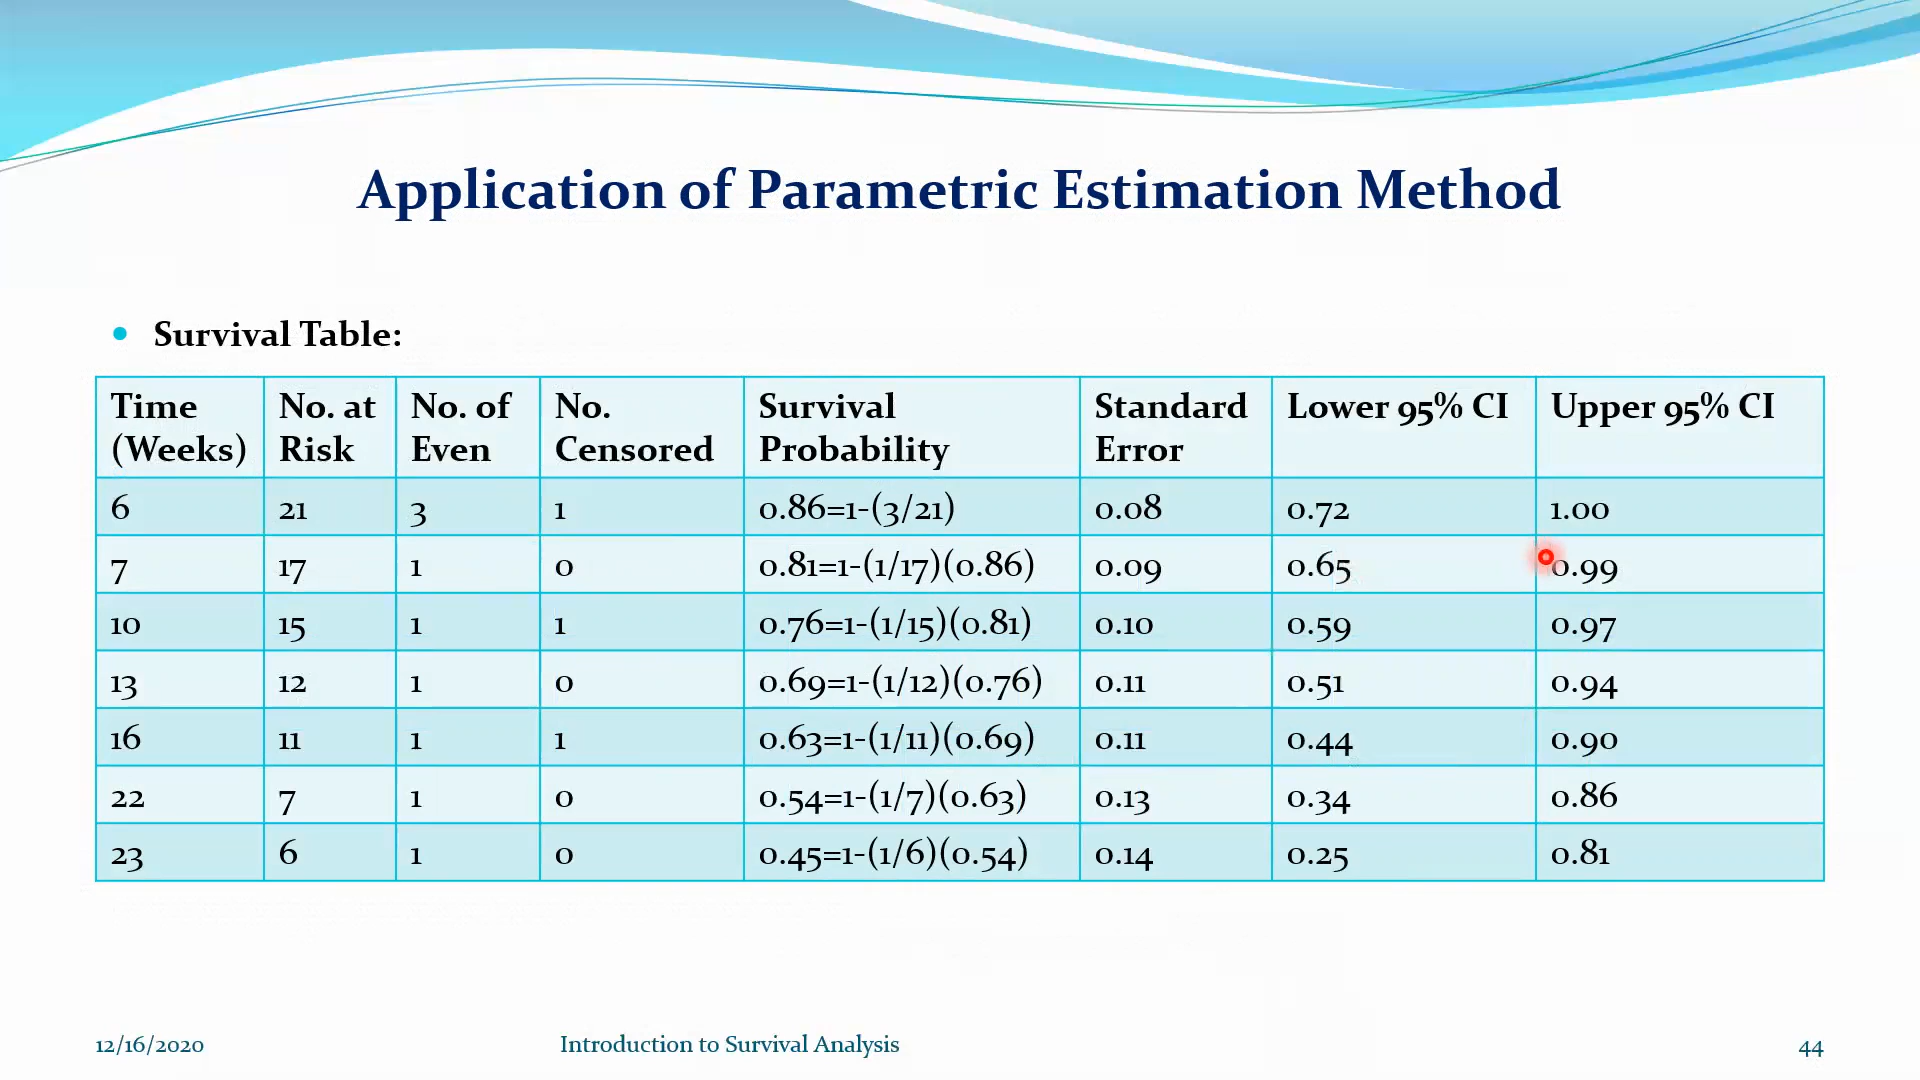 Application of Parametric Estimation Method
• Survival Table:
Time (Weeks) No. at Risk No. of Even No. Censored Survival Probability Standard Error Lower 95% CI Upper 95% CI
6 21 3 1 0.86=1-(3/21) 0.08 0.72 1.00
7 17 1 0 0.81=1-(1/17)(0.86) 0.09 0.65 0.99
10 15 1 1 0.76=1-(1/15)(0.81) 0.10 0.59 0.97
13 12 1 0 0.69=1-(1/12)(0.76) 0.11 0.51 0.94
16 11 1 1 0.63=1-(1/11)(0.69) 0.11 0.44 0.90
22 7 1 0 0.54=1-(1/7)(0.63) 0.13 0.34 0.86
23 6 1 0 0.45=1-(1/6)(0.54) 0.14 0.25 0.81
12/16/2020 Introduction to Survival Analysis 44